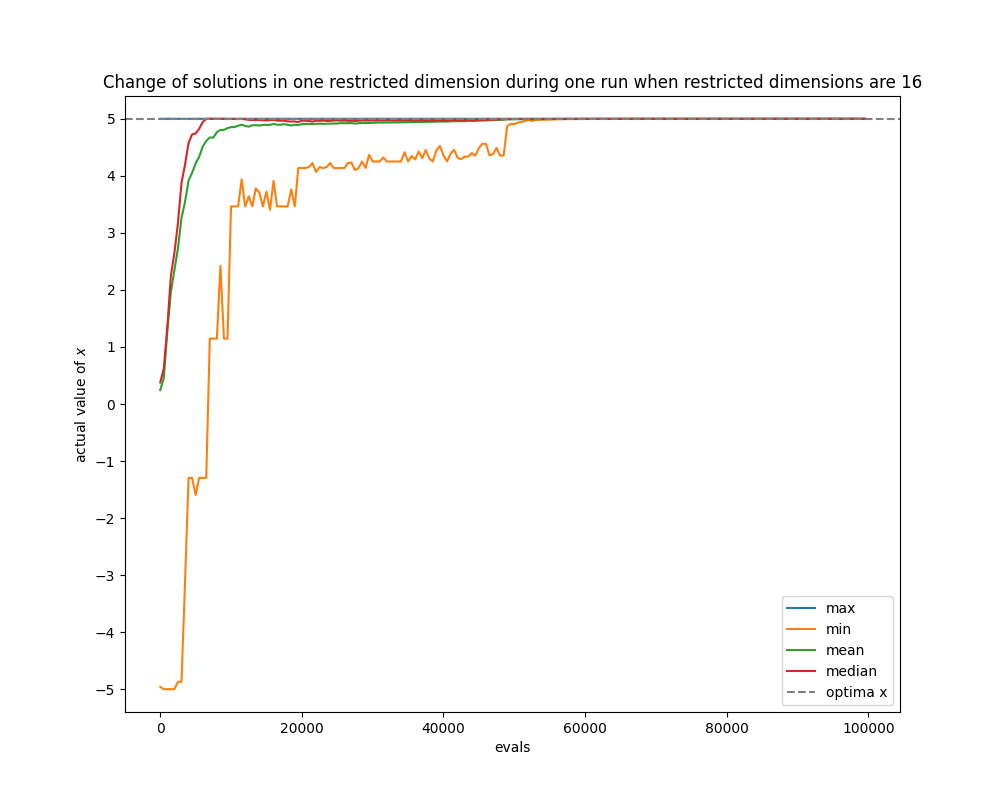 Change of solutions in one restricted dimension during one run when restricted dimensions are 16
5
4
3
2
1
0
−1
−2
−3
−4
−5
actual value of x
max
min
mean
median
optima x
0 20000 40000 60000 80000 100000
evals